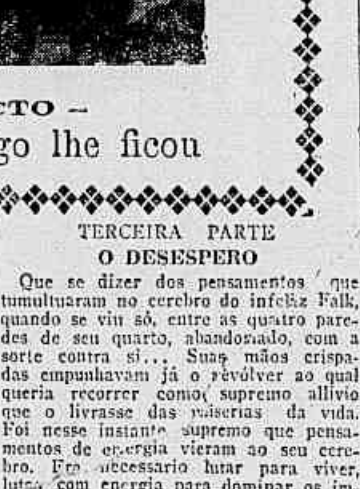 CTO —
go lhe ficou
TERCEIRA PARTE
O DESESPERO
Que se dizer dos pensamentos que
tumultuaram no cerebro do infeliz Falk,
quando se viu só, entre as quatro pare-
des de seu quarto, abandonado, com a
sorte contra si... Suas mãos crispa-
das empunhavam já o revólver ao qual
queria recorrer como supremo allivio
que o livrasse das miserias da vida.
Foi nesse instante supremo que pensa-
mentos de energia vieram ao seu cere-
bro. Era necessario lutar para viver,
lutar com energia para dominar os im-